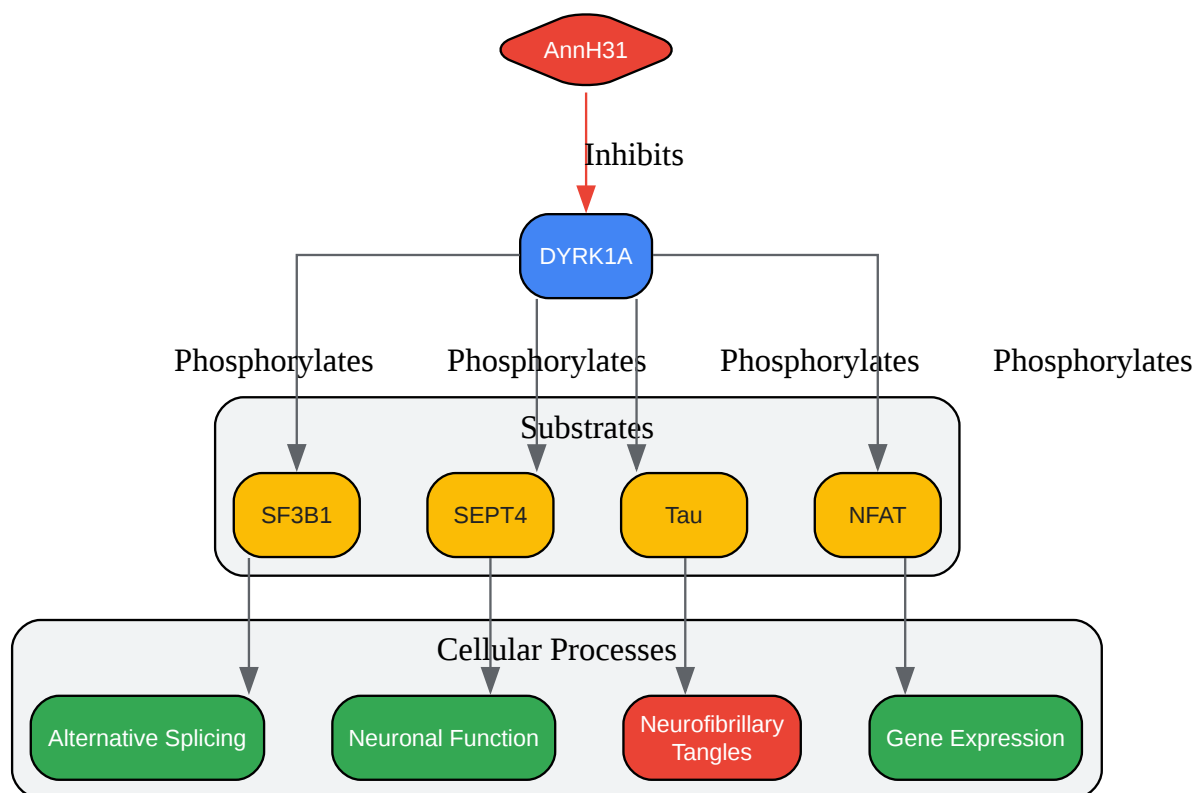 AnnH31
Inhibits
DYRK1A
Phosphorylates
Phosphorylates
Phosphorylates
Phosphorylates
Substrates
SF3B1
SEPT4
Tau
NFAT
Cellular Processes
Alternative Splicing
Neuronal Function
Neurofibrillary
Tangles
Gene Expression